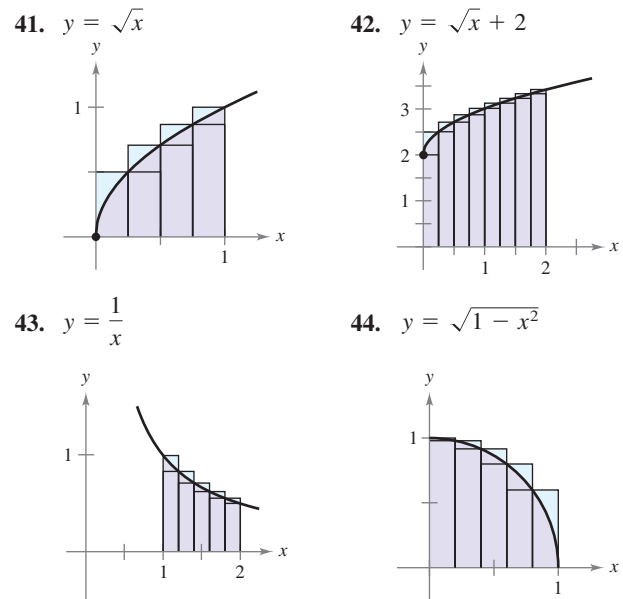 41. y = √x
42. y = √x + 2
y
1
1
x
y
3
2
1
1
2
x
43. y = 1/x
44. y = √(1 − x²)
y
1
1
2
x
y
1
1
x